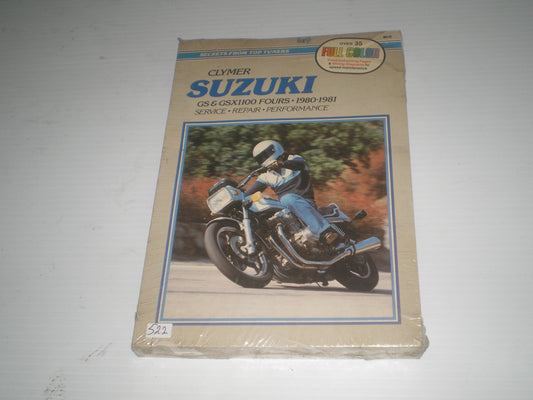 SECRETS FROM TOP TUNERS
OVER 35
FULL COLOR
CLYMER
SUZUKI
GS & GSX1100 FOURS • 1980-1981
SERVICE • REPAIR • PERFORMANCE
522